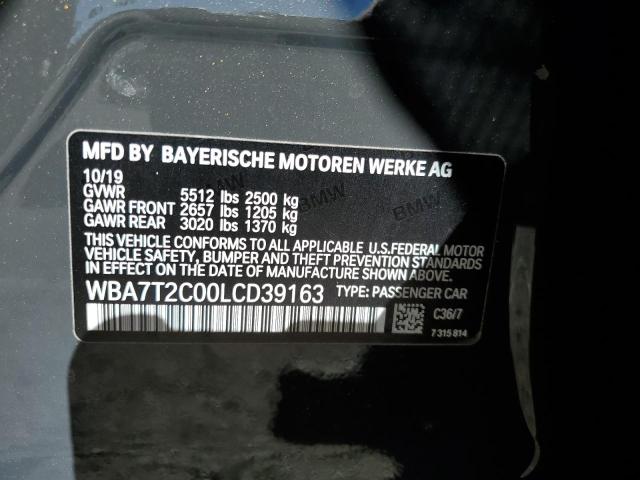 MFD BY BAYERISCHE MOTOREN WERKE AG
10/19
GVWR 5512 lbs 2500 kg
GAWR FRONT 2657 lbs 1205 kg
GAWR REAR 3020 lbs 1370 kg
THIS VEHICLE CONFORMS TO ALL APPLICABLE U.S.FEDERAL MOTOR
VEHICLE SAFETY, BUMPER AND THEFT PREVENTION STANDARDS
IN EFFECT ON THE DATE OF MANUFACTURE SHOWN ABOVE.
WBA7T2C00LCD39163 TYPE: PASSENGER CAR
C36/7
7 315 814
BMW
BMW